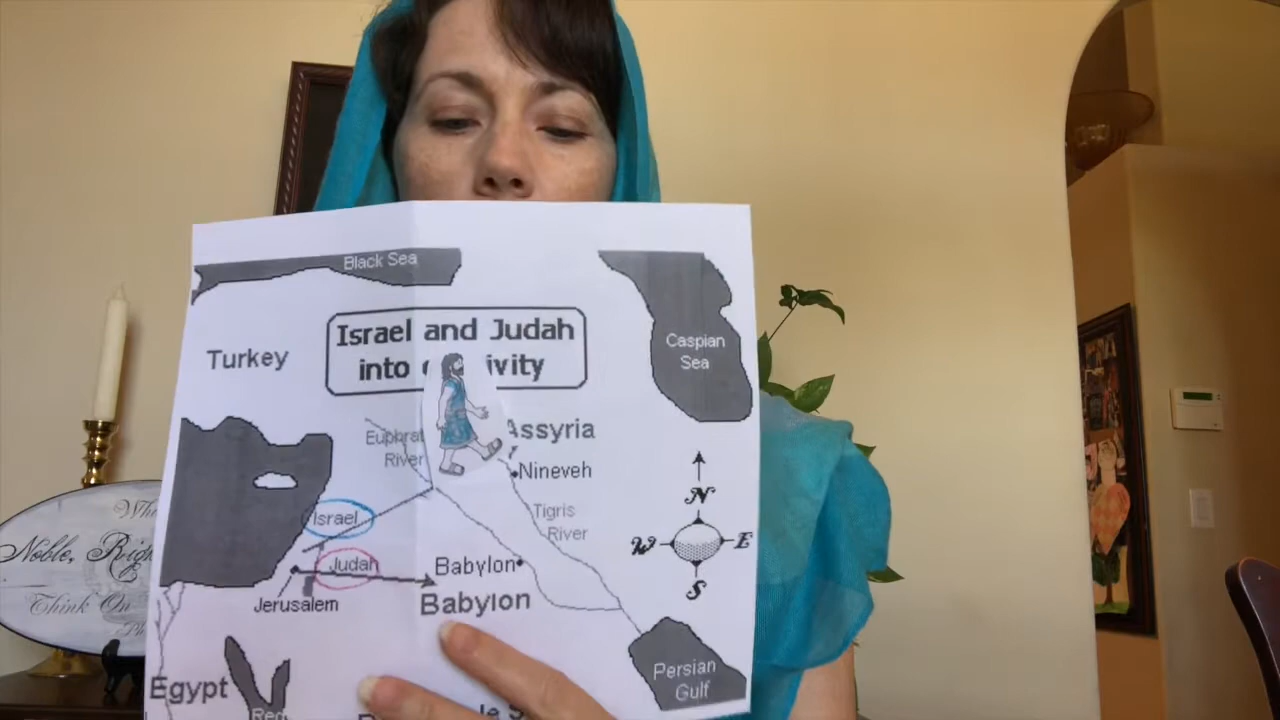 Black Sea
Israel and Judah
into
Turkey
Caspian
Sea
Assyria
River
Nineveh
Israel
Tigris
River
N
W
E
S
Judah
Babylon
Jerusalem
Babylon
Persian
Gulf
Egypt
Red
Noble,
Think On